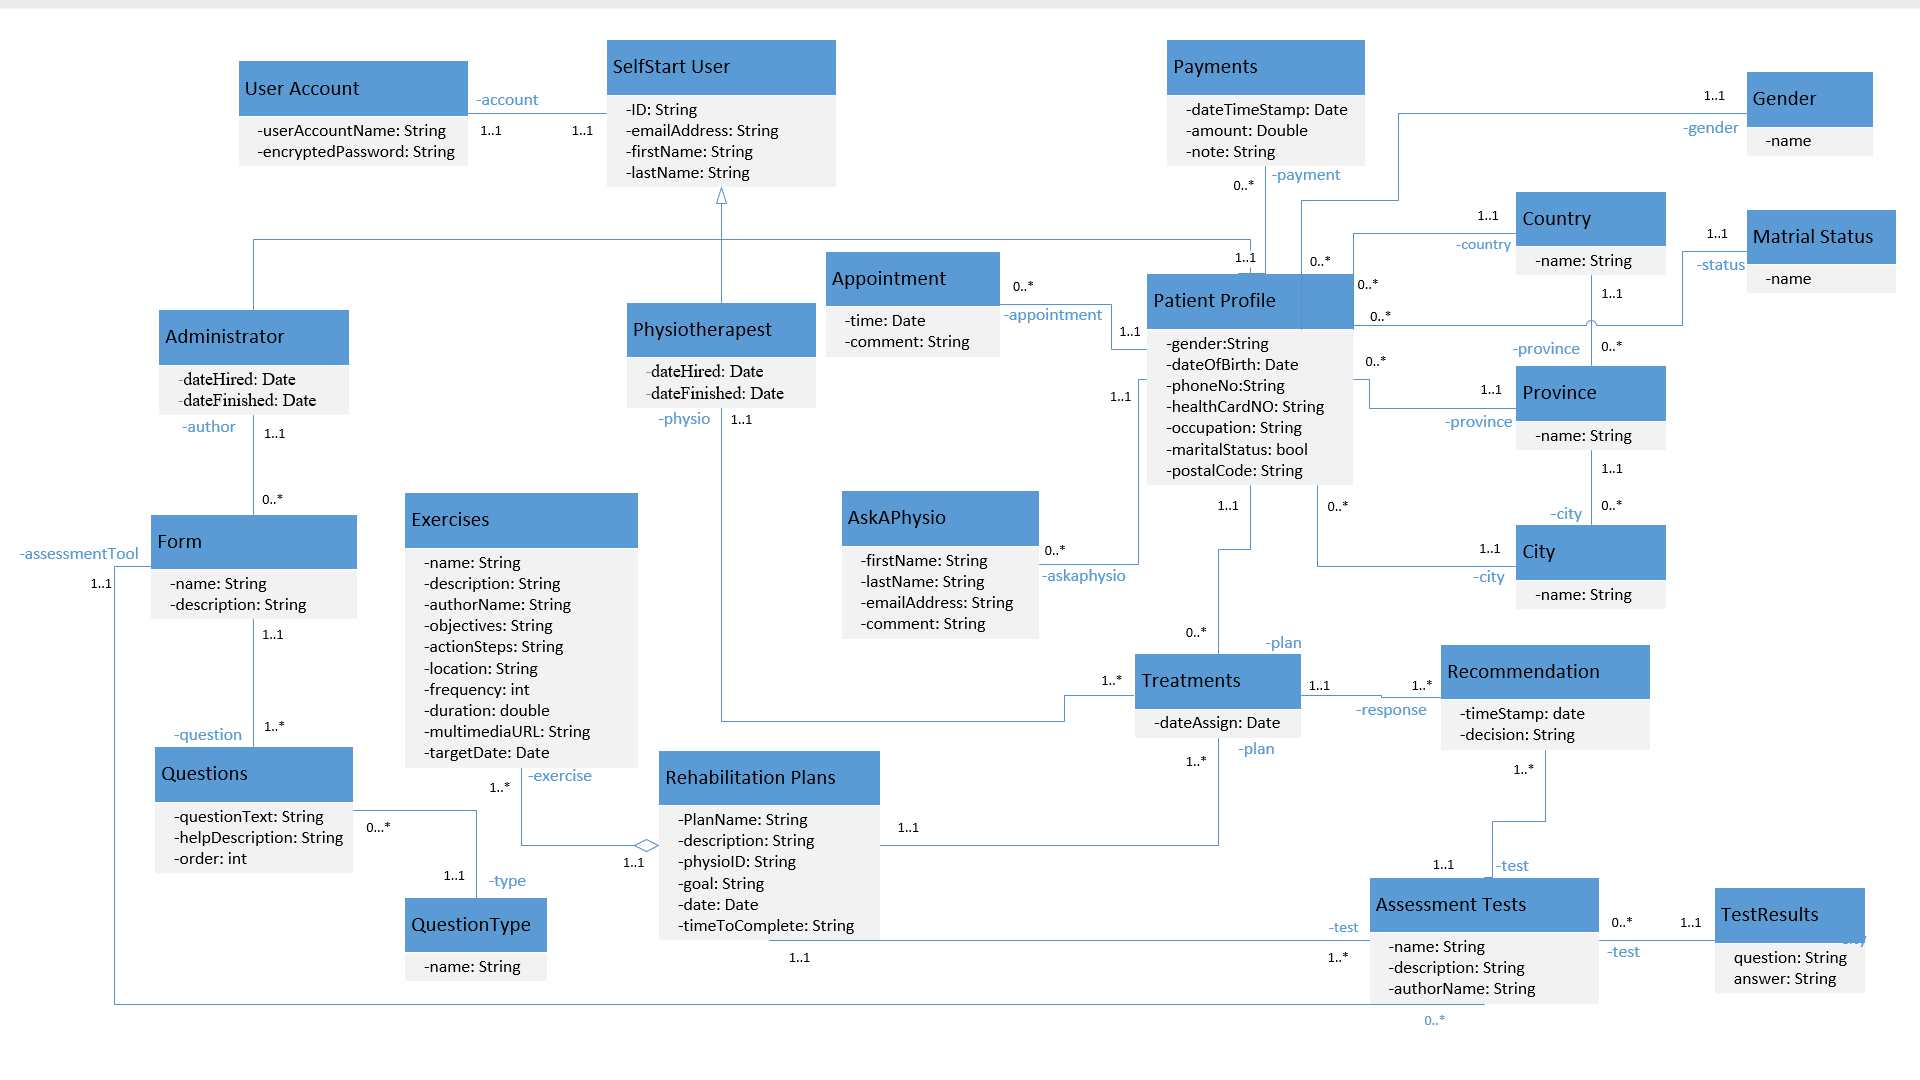 User Account
-userAccountName: String
-encryptedPassword: String
-account
1..1
1..1
SelfStart User
-ID: String
-emailAddress: String
-firstName: String
-lastName: String
Payments
-dateTimeStamp: Date
-amount: Double
-note: String
0..*
-payment
1..1
-gender
Gender
-name
1..1
-country
Country
-name: String
1..1
-status
Matrial Status
-name
1..1
0..*
0..*
0..*
Appointment
-time: Date
-comment: String
0..*
-appointment
1..1
Patient Profile
-gender:String
-dateOfBirth: Date
-phoneNo:String
-healthCardNO: String
-occupation: String
-maritalStatus: bool
-postalCode: String
1..1
-province
0..*
0..*
1..1
-province
Province
-name: String
Administrator
-dateHired: Date
-dateFinished: Date
-author
1..1
0..*
Physiotherapest
-dateHired: Date
-dateFinished: Date
-physio
1..1
1..1
1..1
0..*
1..1
-city
0..*
1..1
-city
City
-name: String
Form
-name: String
-description: String
-assessmentTool
1..1
1..1
Exercises
-name: String
-description: String
-authorName: String
-objectives: String
-actionSteps: String
-location: String
-frequency: int
-duration: double
-multimediaURL: String
-targetDate: Date
AskAPhysio
-firstName: String
-lastName: String
-emailAddress: String
-comment: String
0..*
-askaphysio
0..*
-plan
1..*
Treatments
-dateAssign: Date
1..1
-response
1..*
Recommendation
-timeStamp: date
-decision: String
-plan
1..*
1..*
-question
1..*
Questions
-questionText: String
-helpDescription: String
-order: int
0...*
1..1
-type
QuestionType
-name: String
-exercise
1..*
1..1
Rehabilitation Plans
-PlanName: String
-description: String
-physioID: String
-goal: String
-date: Date
-timeToComplete: String
1..1
1..1
-test
1..*
1..1
-test
Assessment Tests
-name: String
-description: String
-authorName: String
0..*
0..*
-test
1..1
TestResults
question: String
answer: String